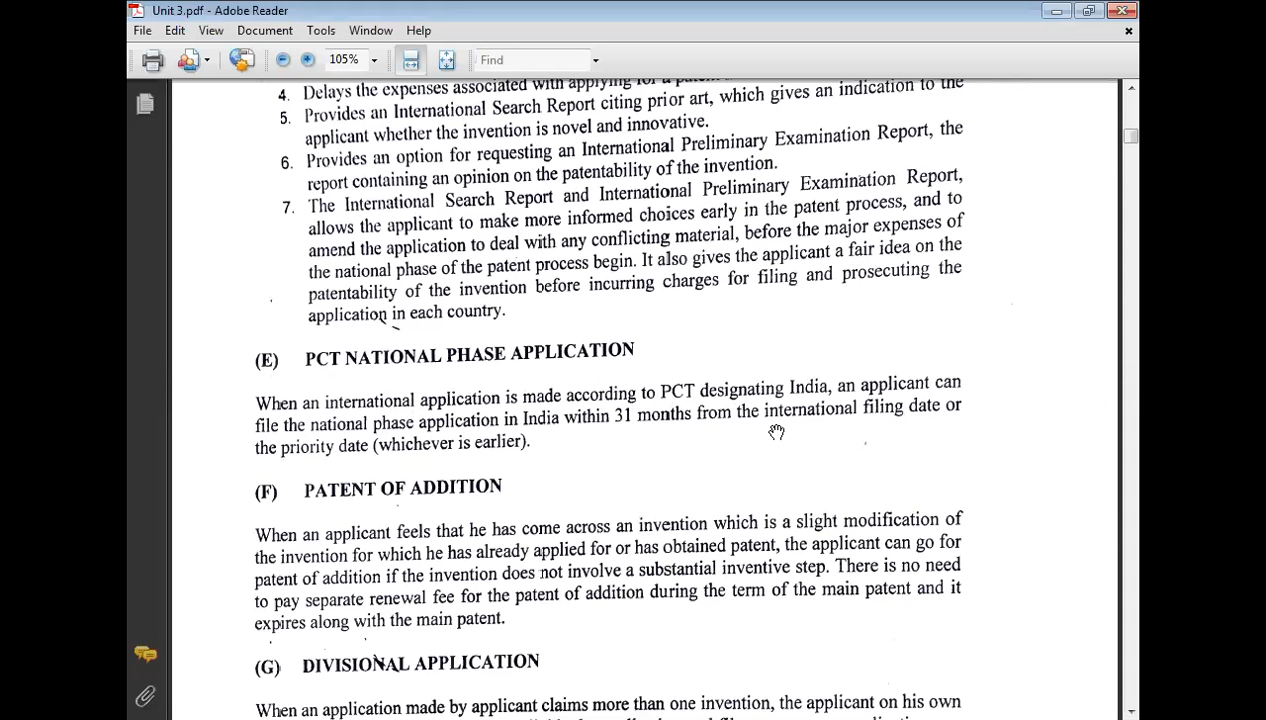 Unit 3.pdf - Adobe Reader
File Edit View Document Tools Window Help
105% Find
4. Delays the expenses associated with applying for a
5. Provides an International Search Report citing prior art, which gives an indication to the
applicant whether the invention is novel and innovative.
6. Provides an option for requesting an International Preliminary Examination Report, the
report containing an opinion on the patentability of the invention.
7. The International Search Report and International Preliminary Examination Report,
allows the applicant to make more informed choices early in the patent process, and to
amend the application to deal with any conflicting material, before the major expenses of
the national phase of the patent process begin. It also gives the applicant a fair idea on the
patentability of the invention before incurring charges for filing and prosecuting the
application in each country.
(E) PCT NATIONAL PHASE APPLICATION
When an international application is made according to PCT designating India, an applicant can
file the national phase application in India within 31 months from the international filing date or
the priority date (whichever is earlier).
(F) PATENT OF ADDITION
When an applicant feels that he has come across an invention which is a slight modification of
the invention for which he has already applied for or has obtained patent, the applicant can go for
patent of addition if the invention does not involve a substantial inventive step. There is no need
to pay separate renewal fee for the patent of addition during the term of the main patent and it
expires along with the main patent.
(G) DIVISIONAL APPLICATION
When an application made by applicant claims more than one invention, the applicant on his own